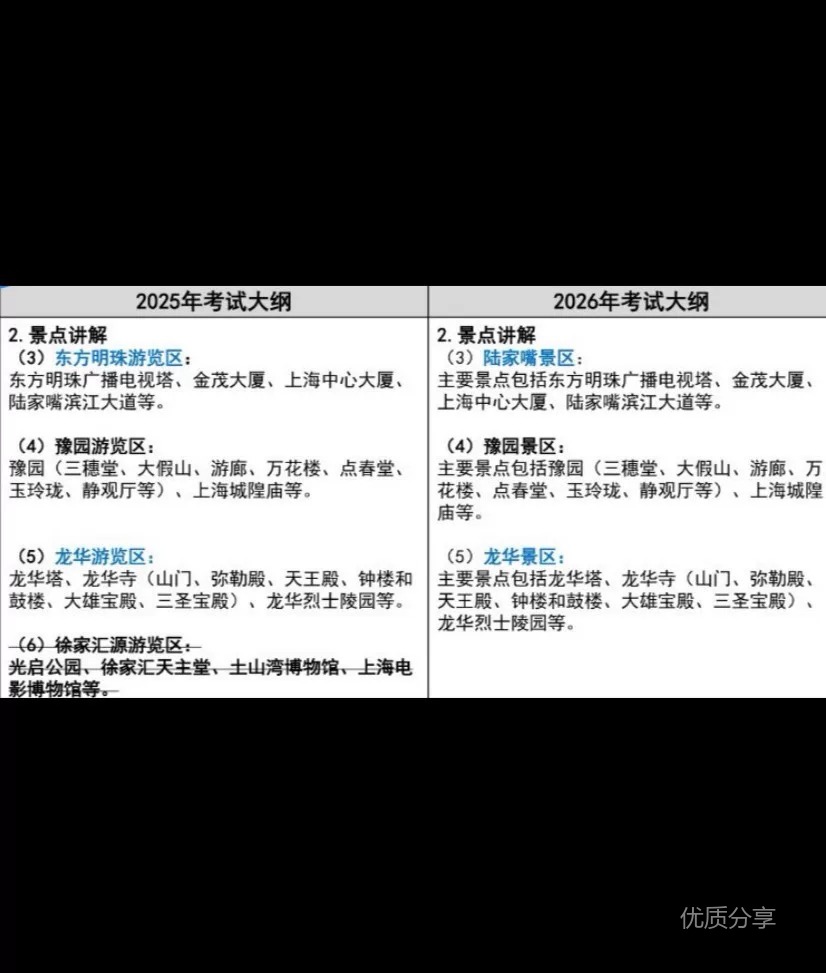 2025年考试大纲
2.景点讲解
（3）东方明珠游览区：
东方明珠广播电视塔、金茂大厦、上海中心大厦、
陆家嘴滨江大道等。
（4）豫园游览区：
豫园（三穗堂、大假山、游廊、万花楼、点春堂、
玉玲珑、静观厅等）、上海城隍庙等。
（5）龙华游览区：
龙华塔、龙华寺（山门、弥勒殿、天王殿、钟楼和
鼓楼、大雄宝殿、三圣宝殿）、龙华烈士陵园等。
（6）徐家汇源游览区：
光启公园、徐家汇天主堂、土山湾博物馆、上海电
影博物馆等。
2026年考试大纲
2.景点讲解
（3）陆家嘴景区：
主要景点包括东方明珠广播电视塔、金茂大厦、
上海中心大厦、陆家嘴滨江大道等。
（4）豫园景区：
主要景点包括豫园（三穗堂、大假山、游廊、万
花楼、点春堂、玉玲珑、静观厅等）、上海城隍
庙等。
（5）龙华景区：
主要景点包括龙华塔、龙华寺（山门、弥勒殿、
天王殿、钟楼和鼓楼、大雄宝殿、三圣宝殿）、
龙华烈士陵园等。
优质分享